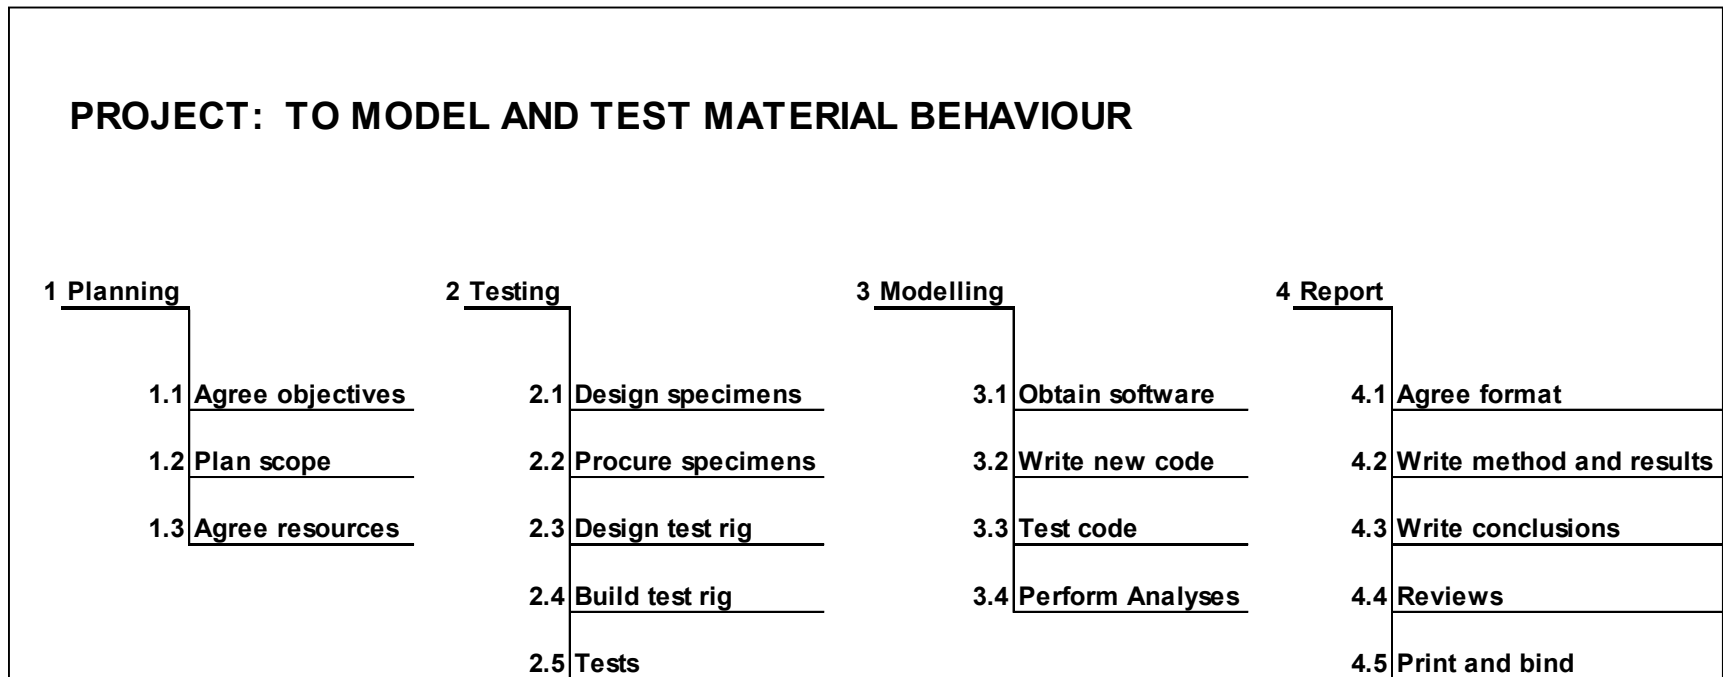 PROJECT: TO MODEL AND TEST MATERIAL BEHAVIOUR
1 Planning
1.1 Agree objectives
1.2 Plan scope
1.3 Agree resources
2 Testing
2.1 Design specimens
2.2 Procure specimens
2.3 Design test rig
2.4 Build test rig
2.5 Tests
3 Modelling
3.1 Obtain software
3.2 Write new code
3.3 Test code
3.4 Perform Analyses
4 Report
4.1 Agree format
4.2 Write method and results
4.3 Write conclusions
4.4 Reviews
4.5 Print and bind